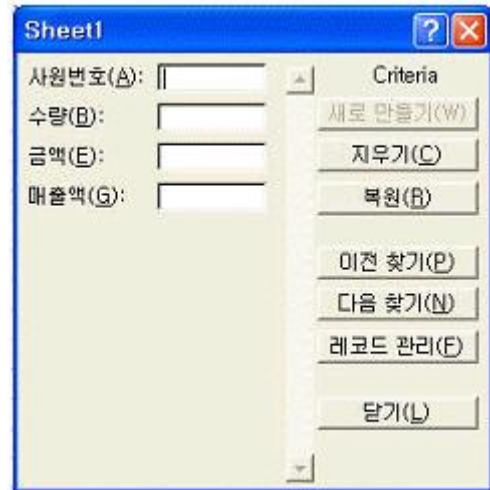 Sheet1
사원번호(A):
수량(B):
금액(E):
매출액(G):
Criteria
새로 만들기(W)
지우기(C)
복원(R)
이전 찾기(P)
다음 찾기(N)
레코드 관리(F)
닫기(L)